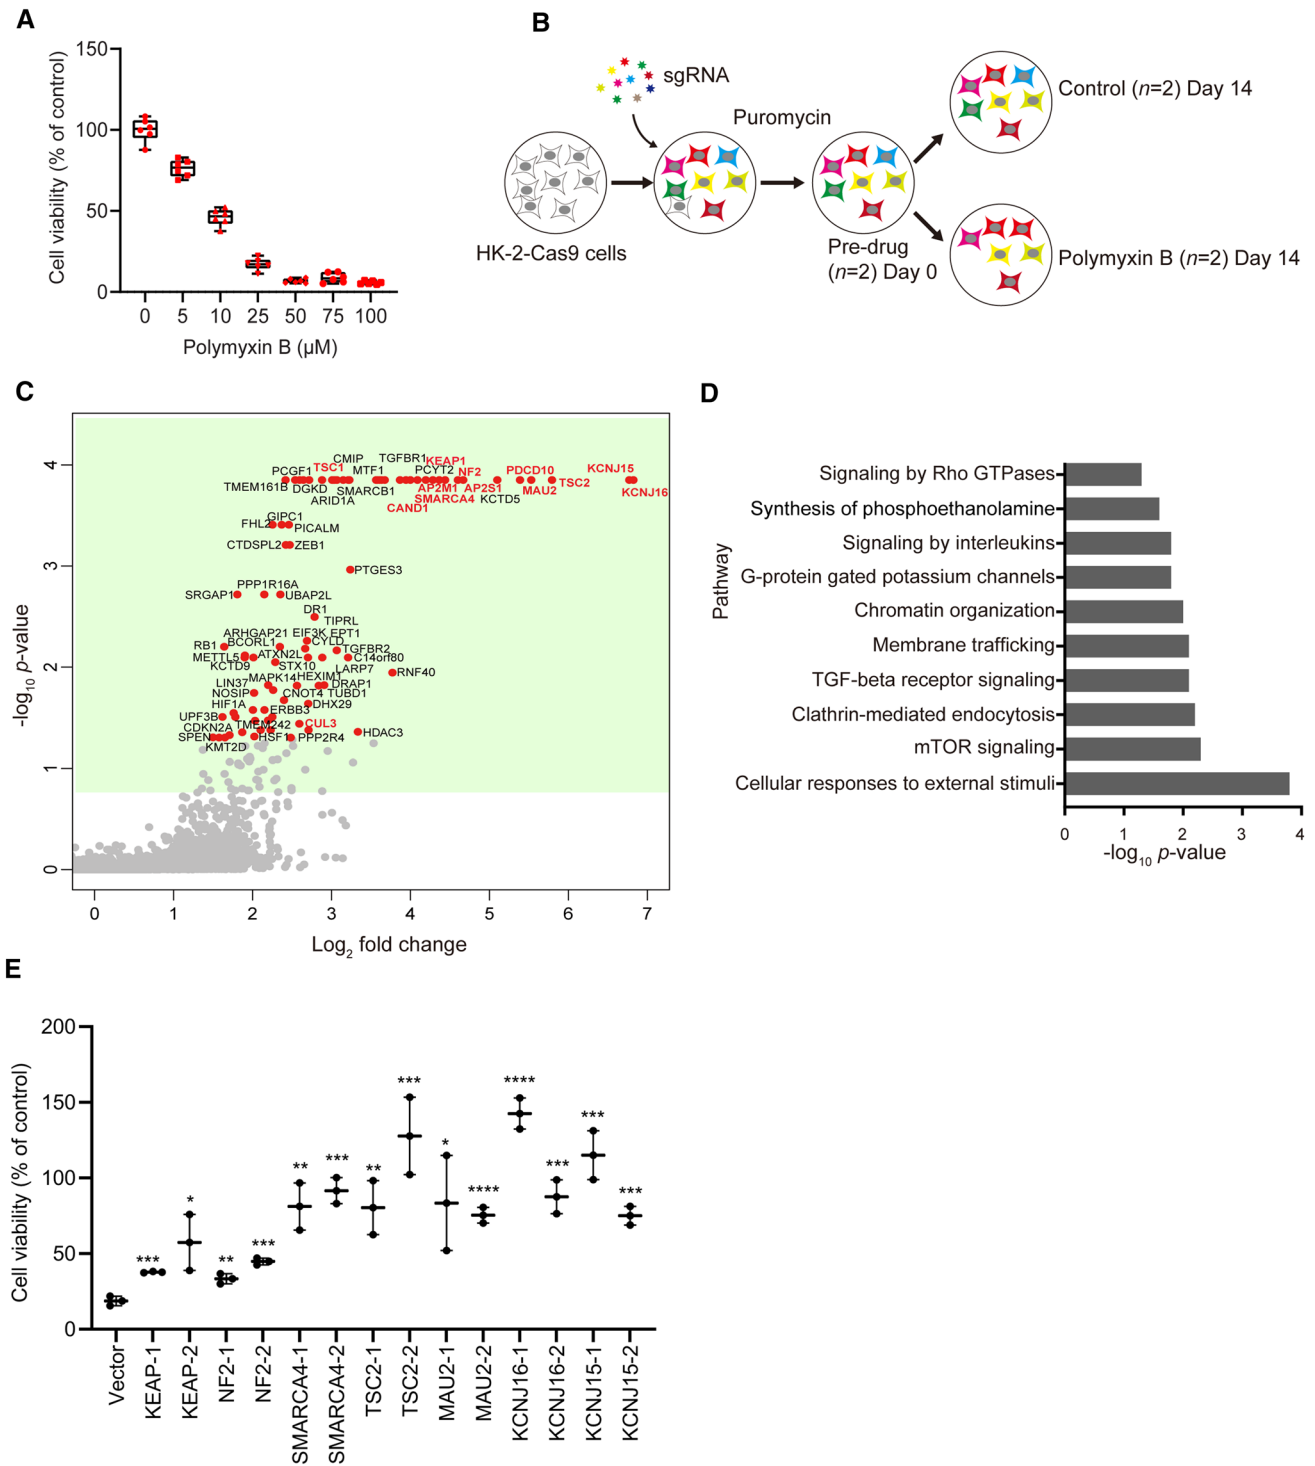 A
Cell viability (% of control)
150
100
50
0
0 5 10 25 50 75 100
Polymyxin B (µM)
B
sgRNA
Puromycin
HK-2-Cas9 cells
Pre-drug
(n=2) Day 0
Control (n=2) Day 14
Polymyxin B (n=2) Day 14
C
-log10 p-value
4
3
2
1
0
CMIP TGFBR1 KEAP1
PCGF1 TSC1 MTF1 PCYT2 NF2 PDCD10 KCNJ15
TMEM161B DGKD SMARCB1 AP2M1 AP2S1 MAU2 TSC2 KCNJ16
ARID1A SMARCA4 KCTD5
CAND1
GIPC1
FHL2 PICALM
CTDSPL2 ZEB1
PTGES3
PPP1R16A
SRGAP1 UBAP2L
DR1
TIPRL
ARHGAP21 EIF3K EPT1
RB1 BCORL1 CYLD TGFBR2
METTL5 ATXN2L C14orf80
KCTD9 STX10 LARP7
RNF40
MAPK14 HEXIM1
LIN37 DRAP1
NOSIP CNOT4 TUBD1
HIF1A ERBB3 DHX29
UPF3B
CDKN2A TMEM242 CUL3
SPEN HSF1 PPP2R4 HDAC3
KMT2D
0 1 2 3 4 5 6 7
Log2 fold change
D
Pathway
Signaling by Rho GTPases
Synthesis of phosphoethanolamine
Signaling by interleukins
G-protein gated potassium channels
Chromatin organization
Membrane trafficking
TGF-beta receptor signaling
Clathrin-mediated endocytosis
mTOR signaling
Cellular responses to external stimuli
0 1 2 3 4
-log10 p-value
E
Cell viability (% of control)
200
150
100
50
0
*** * ** *** ** *** ** *** * **** **** *** *** ***
Vector
KEAP-1
KEAP-2
NF2-1
NF2-2
SMARCA4-1
SMARCA4-2
TSC2-1
TSC2-2
MAU2-1
MAU2-2
KCNJ16-1
KCNJ16-2
KCNJ15-1
KCNJ15-2